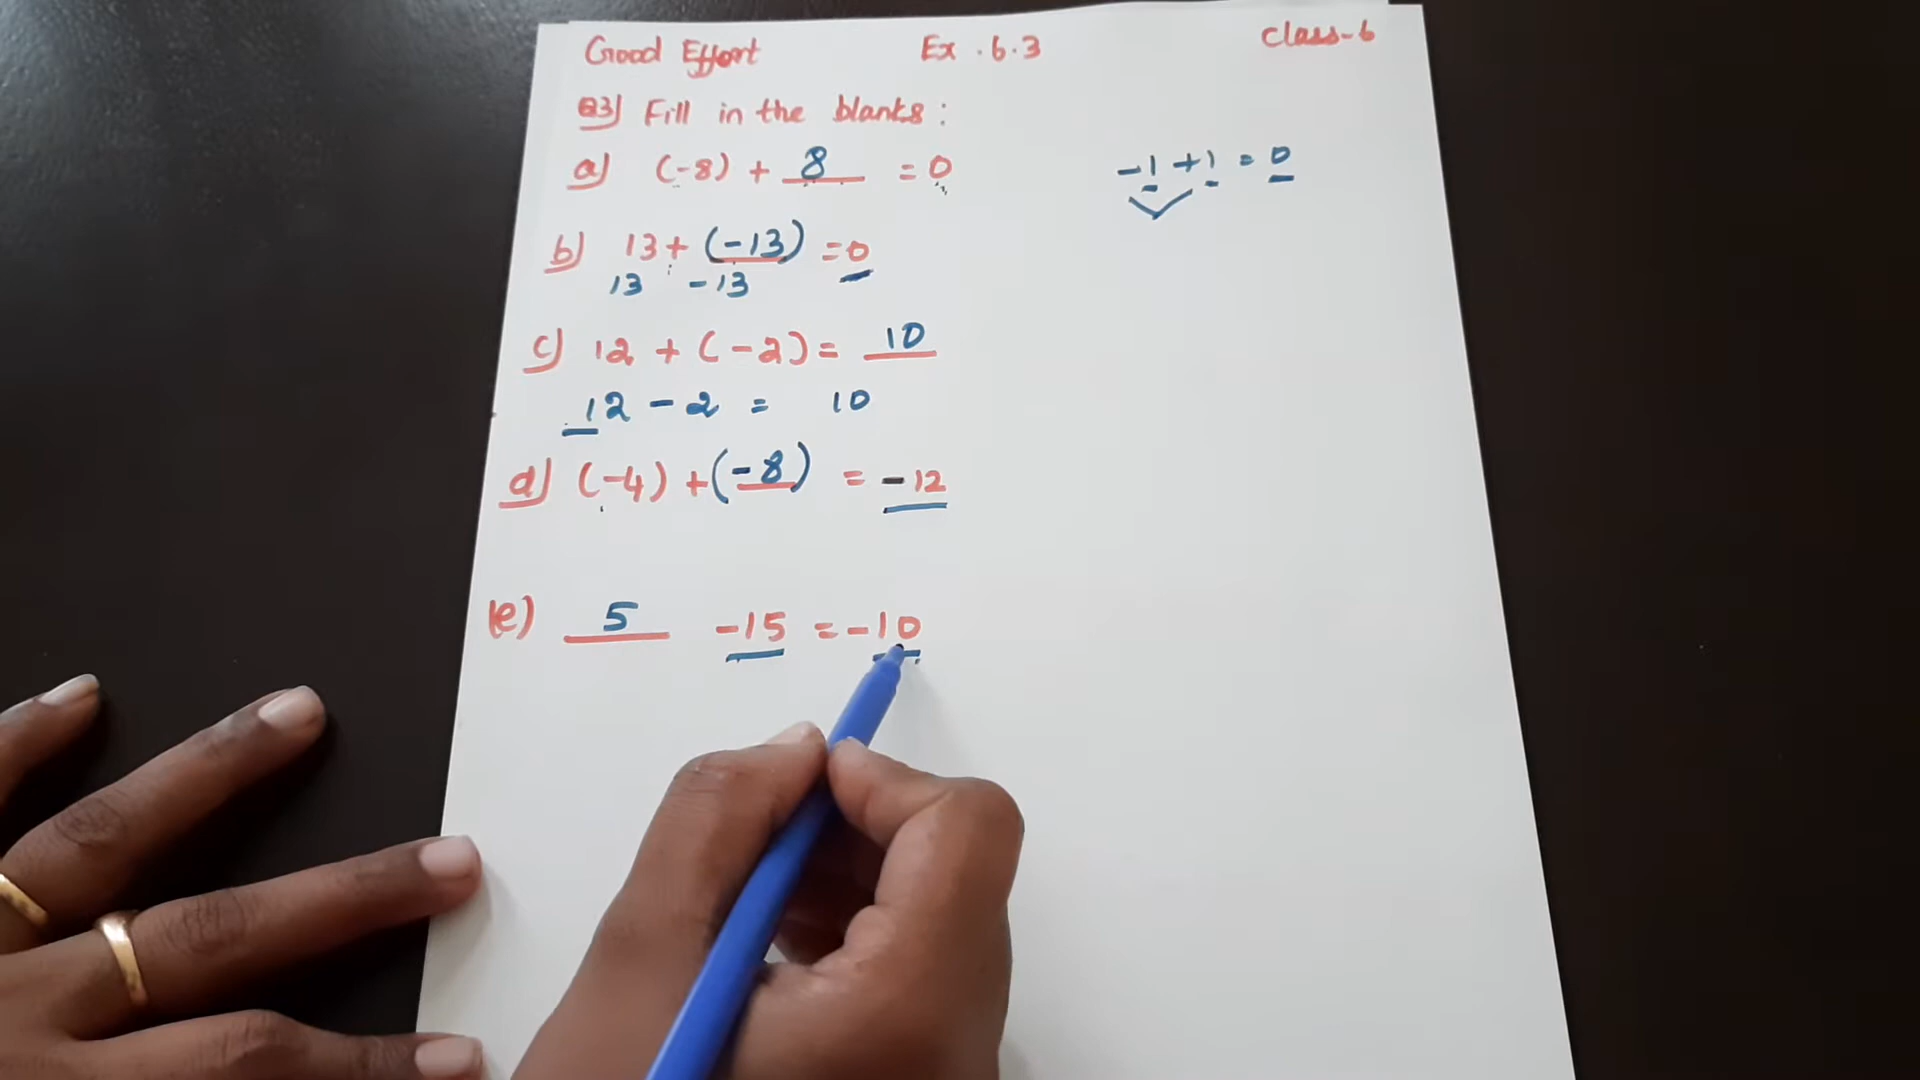 Good Effort Ex . 6.3 Class-6
Q3) Fill in the blanks :
a) (-8) + 8 = 0
-1 +1 = 0
b) 13 + (-13) = 0
13 -13
c) 12 + (-2) = 10
12 - 2 = 10
d) (-4) + (-8) = -12
(e) 5 -15 = -10